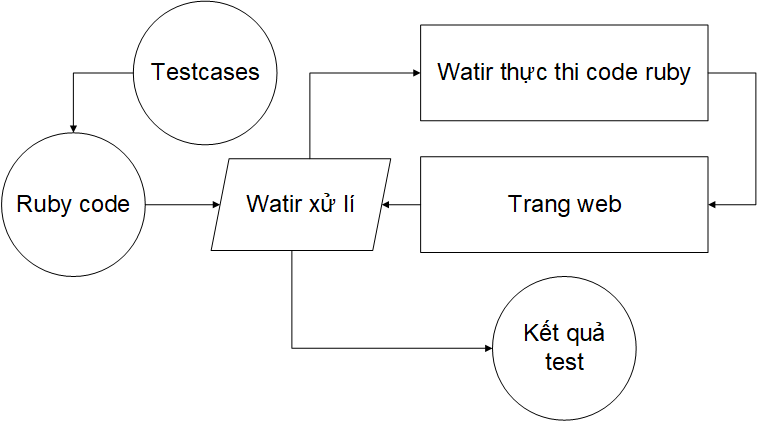 Testcases
Watir thực thi code ruby
Ruby code
Watir xử lí
Trang web
Kết quả
test